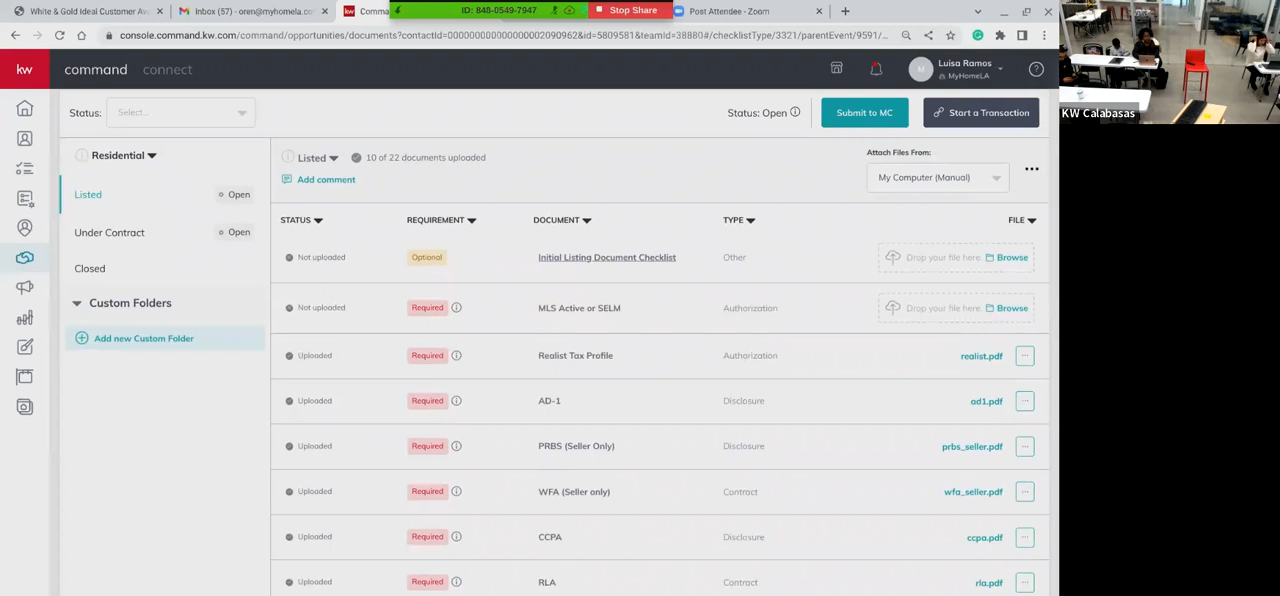 White & Gold Ideal Customer Av
Inbox (57) - oren@myhomela.co
Comma
ID: 848-0549-7947
Stop Share
Post Attendee - Zoom
console.command.kw.com/command/opportunities/documents?contactId=0000000000000002090962&id=5809581&teamId=38880#/checklistType/3321/parentEvent/9591/...
kw command connect
Luisa Ramos
M
MyHomeLA
KW Calabasas
Status: Select...
Status: Open
Submit to MC
Start a Transaction
Residential
Listed Open
Under Contract Open
Closed
Custom Folders
Add new Custom Folder
Listed 10 of 22 documents uploaded
Add comment
Attach Files From:
My Computer (Manual)
STATUS REQUIREMENT DOCUMENT TYPE FILE
Not uploaded Optional Initial Listing Document Checklist Other Drop your file here. Browse
Not uploaded Required MLS Active or SELM Authorization Drop your file here. Browse
Uploaded Required Realist Tax Profile Authorization realist.pdf
Uploaded Required AD-1 Disclosure ad1.pdf
Uploaded Required PRBS (Seller Only) Disclosure prbs_seller.pdf
Uploaded Required WFA (Seller only) Contract wfa_seller.pdf
Uploaded Required CCPA Disclosure ccpa.pdf
Uploaded Required RLA Contract rla.pdf